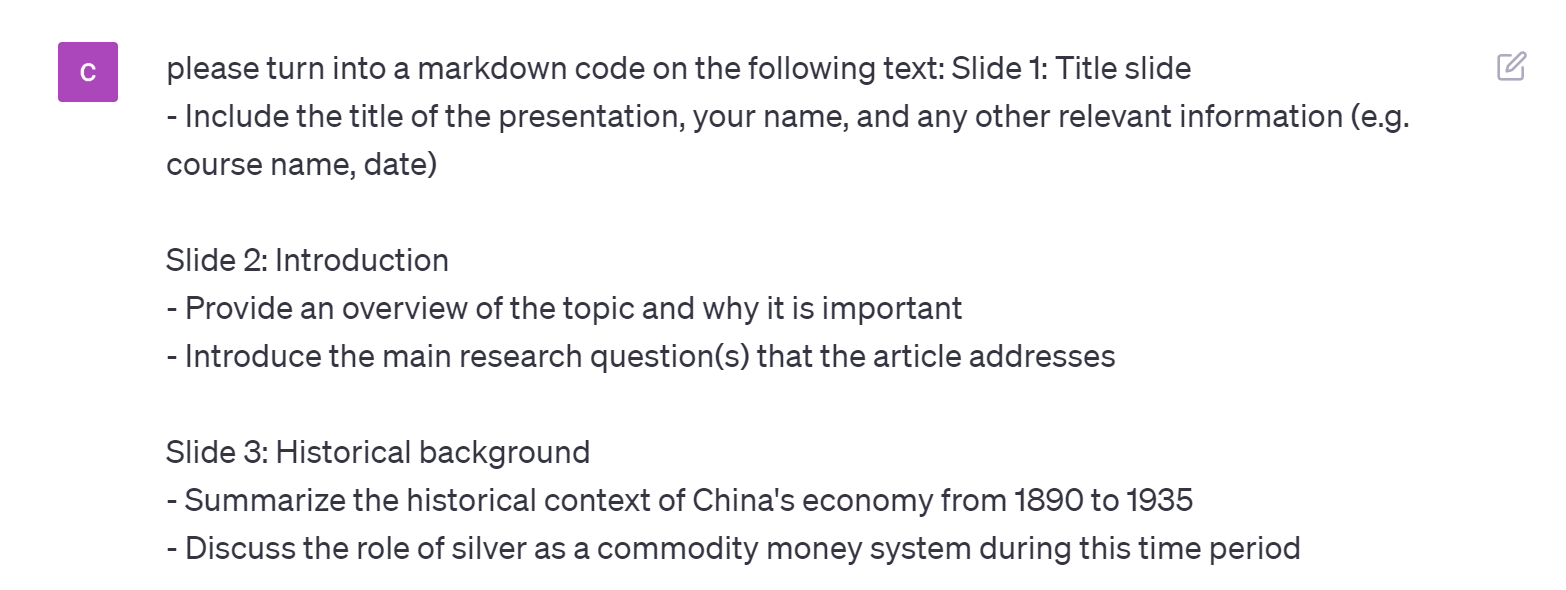 C
please turn into a markdown code on the following text: Slide 1: Title slide
- Include the title of the presentation, your name, and any other relevant information (e.g.
course name, date)
Slide 2: Introduction
- Provide an overview of the topic and why it is important
- Introduce the main research question(s) that the article addresses
Slide 3: Historical background
- Summarize the historical context of China's economy from 1890 to 1935
- Discuss the role of silver as a commodity money system during this time period